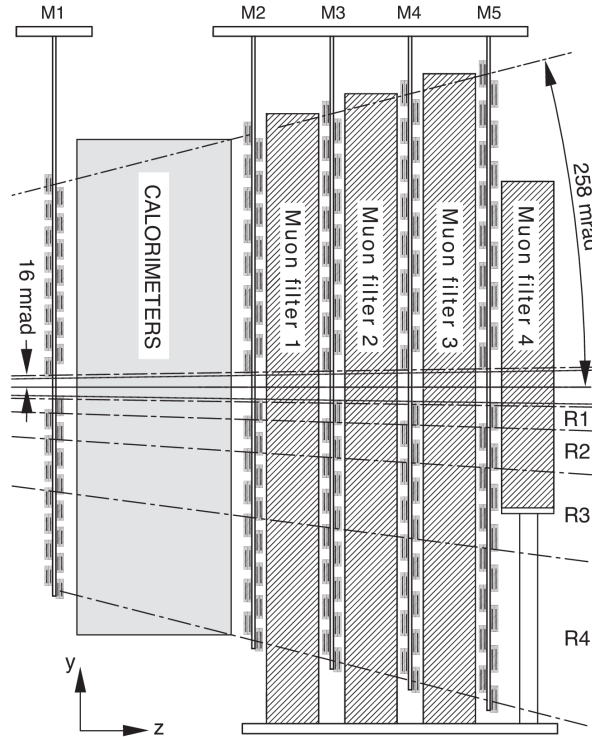 M1
M2
M3
M4
M5
258 mrad
16 mrad
CALORIMETERS
Muon filter 1
Muon filter 2
Muon filter 3
Muon filter 4
R1
R2
R3
R4
y
z